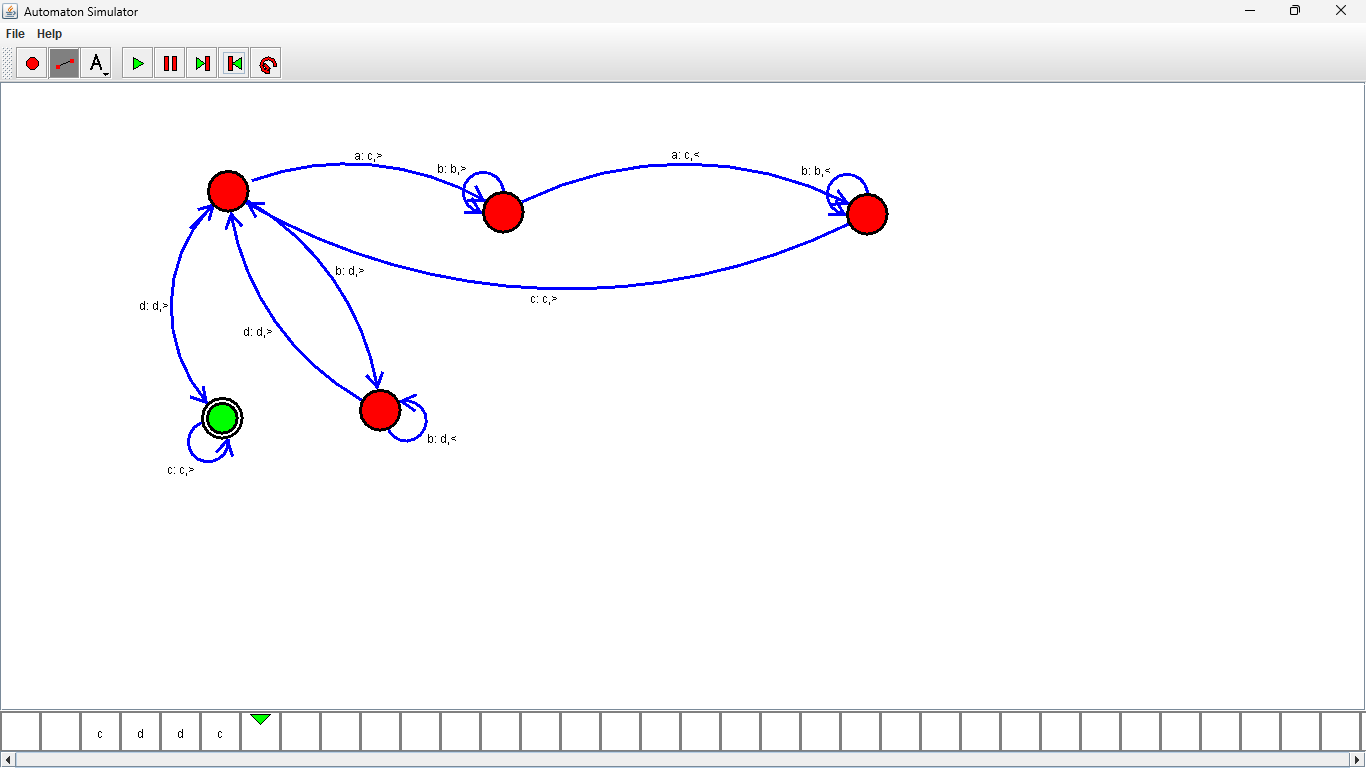 Automaton Simulator
File Help
A
a: c,>
a: c,<
b: b,>
b: b,<
b: d,>
c: c,>
d: d,>
d: d,>
b: d,<
c: c,>
c d d c